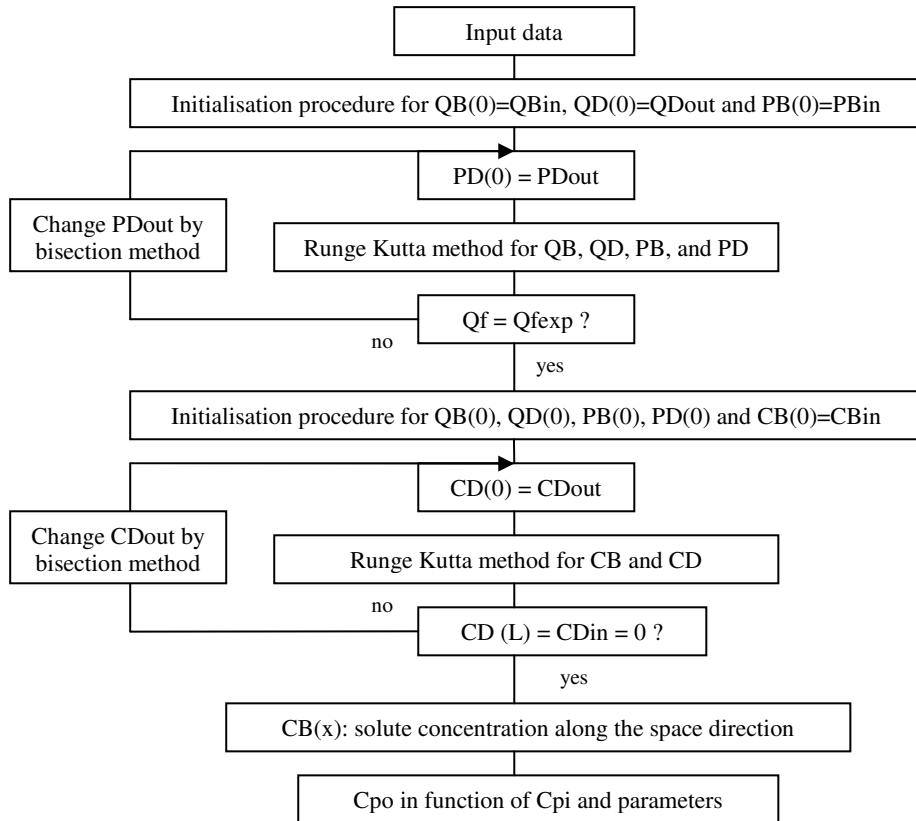 Input data
Initialisation procedure for QB(0)=QBin, QD(0)=QDout and PB(0)=PBin
PD(0) = PDout
Change PDout by
bisection method
Runge Kutta method for QB, QD, PB, and PD
Qf = Qfexp ?
no
yes
Initialisation procedure for QB(0), QD(0), PB(0), PD(0) and CB(0)=CBin
CD(0) = CDout
Change CDout by
bisection method
Runge Kutta method for CB and CD
no
CD (L) = CDin = 0 ?
yes
CB(x): solute concentration along the space direction
Cpo in function of Cpi and parameters